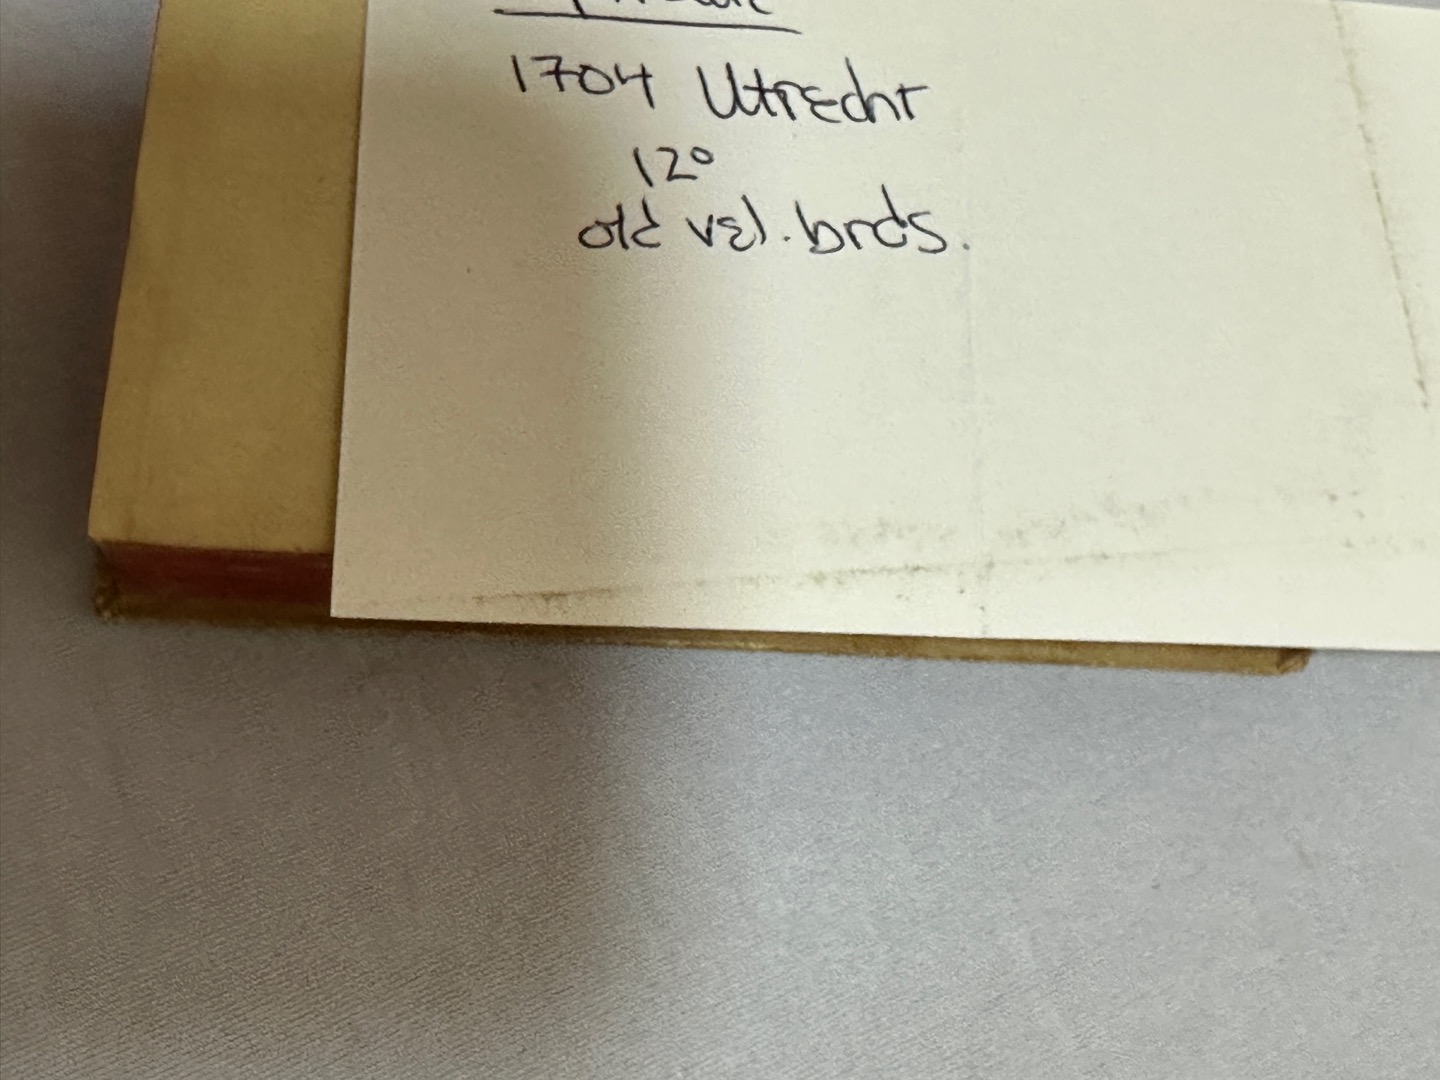 1704 Utrecht
12°
old vel. brds.